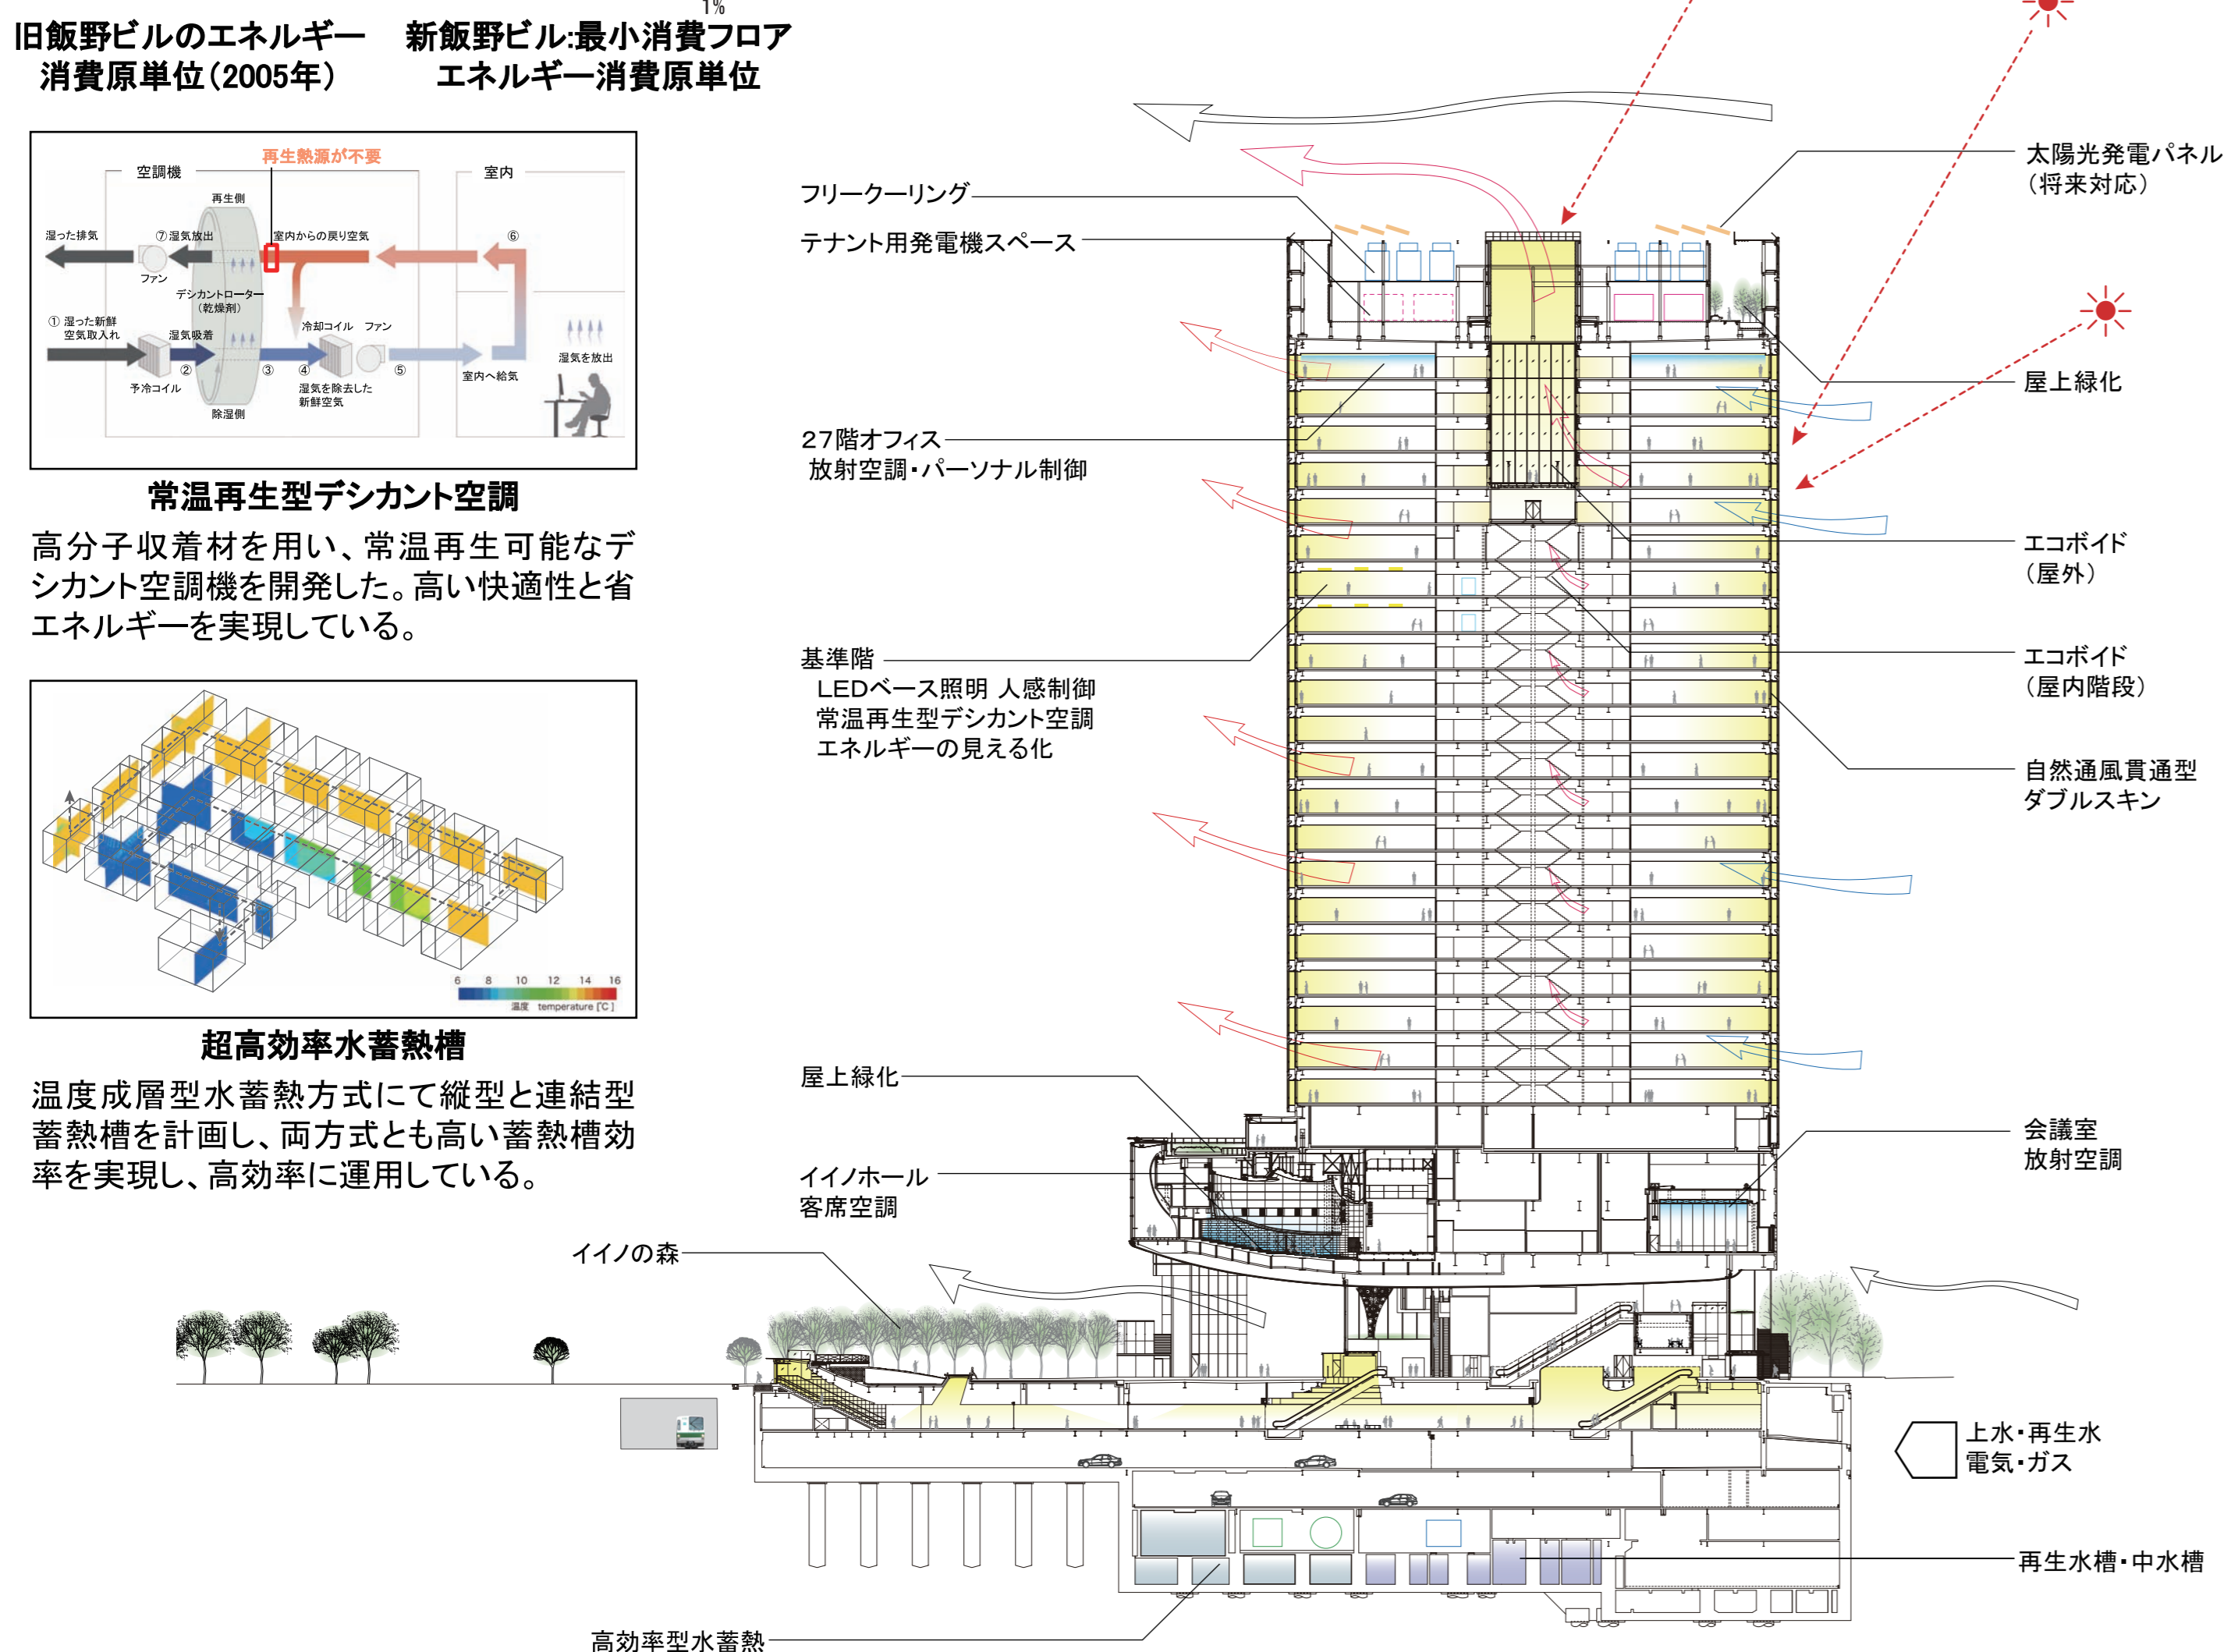 1%
旧飯野ビルのエネルギー
消費原単位（2005年）
新飯野ビル:最小消費フロア
エネルギー消費原単位
再生熱源が不要
空調機
室内
再生側
湿った排気
⑦湿気放出
室内からの戻り空気
⑥
ファン
デシカントローター
（乾燥剤）
① 湿った新鮮
空気取入れ
湿気吸着
冷却コイル
ファン
湿気を放出
②
③
④
⑤
室内へ給気
予冷コイル
湿気を除去した
新鮮空気
除湿側
常温再生型デシカント空調
高分子収着材を用い、常温再生可能なデ
シカント空調機を開発した。高い快適性と省
エネルギーを実現している。
6 8 10 12 14 16
温度 temperature [℃]
超高効率水蓄熱槽
温度成層型水蓄熱方式にて縦型と連結型
蓄熱槽を計画し、両方式とも高い蓄熱槽効
率を実現し、高効率に運用している。
フリークーリング
テナント用発電機スペース
27階オフィス
放射空調・パーソナル制御
基準階
LEDベース照明 人感制御
常温再生型デシカント空調
エネルギーの見える化
屋上緑化
イイノホール
客席空調
イイノの森
高効率型水蓄熱
太陽光発電パネル
（将来対応）
屋上緑化
エコボイド
（屋外）
エコボイド
（屋内階段）
自然通風貫通型
ダブルスキン
会議室
放射空調
上水・再生水
電気・ガス
再生水槽・中水槽